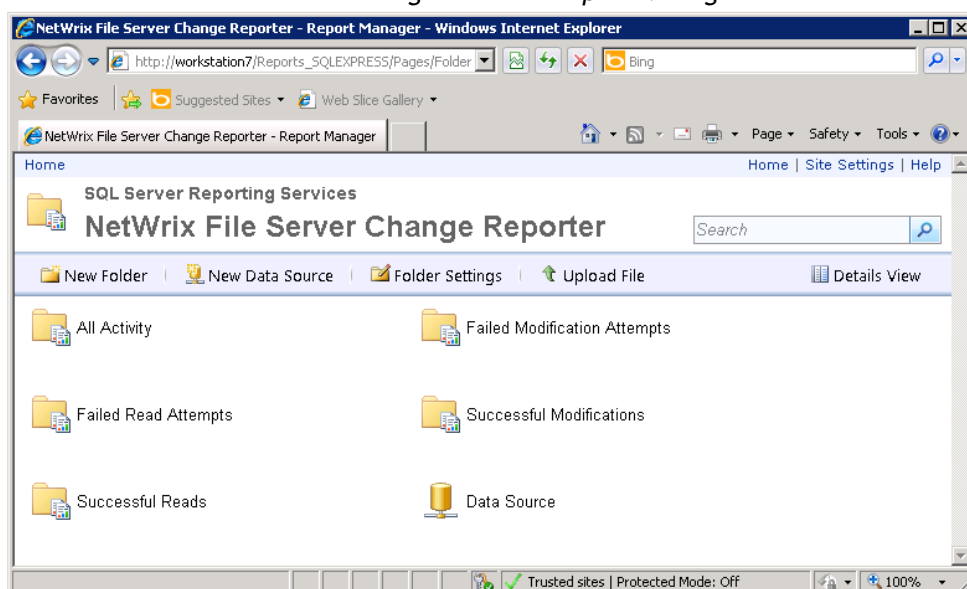 NetWrix File Server Change Reporter - Report Manager - Windows Internet Explorer
http://workstation7/Reports_SQLEXPRESS/Pages/Folder
Bing
Favorites Suggested Sites Web Slice Gallery
NetWrix File Server Change Reporter - Report Manager Page Safety Tools
Home Home | Site Settings | Help
SQL Server Reporting Services
NetWrix File Server Change Reporter
Search
New Folder New Data Source Folder Settings Upload File Details View
All Activity Failed Modification Attempts
Failed Read Attempts Successful Modifications
Successful Reads Data Source
Trusted sites | Protected Mode: Off 100%